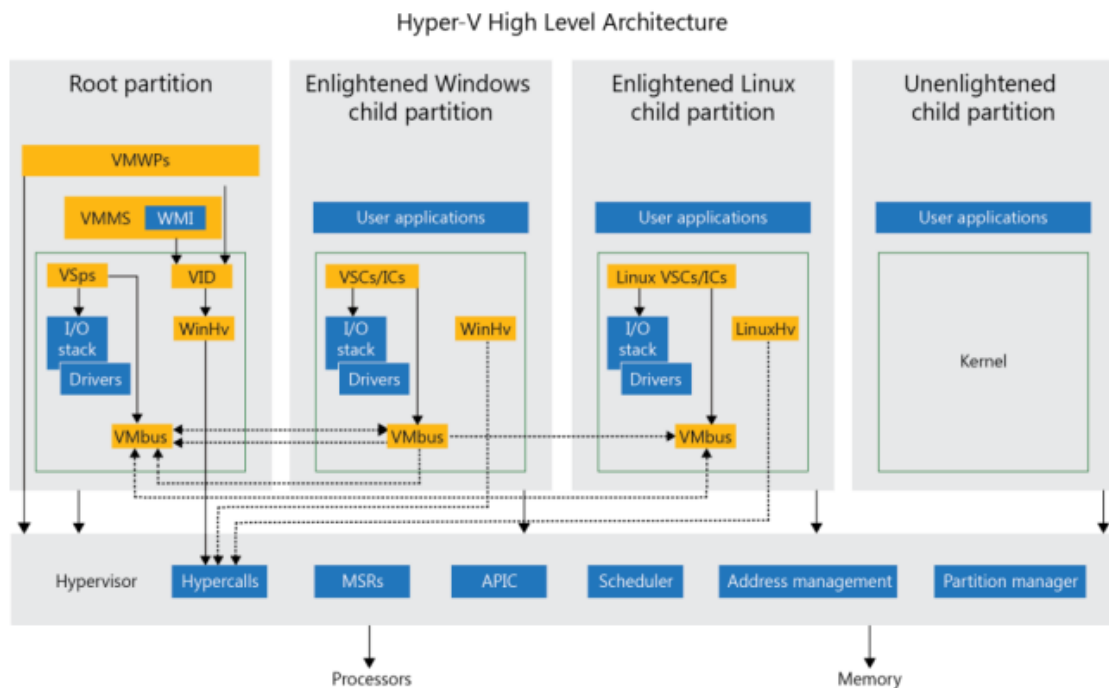 Hyper-V High Level Architecture
Root partition
Enlightened Windows
child partition
Enlightened Linux
child partition
Unenlightened
child partition
VMWPs
VMMS
WMI
User applications
User applications
User applications
VSps
VID
VSCs/ICs
Linux VSCs/ICs
I/O
stack
Drivers
WinHv
I/O
stack
Drivers
WinHv
I/O
stack
Drivers
LinuxHv
Kernel
VMbus
VMbus
VMbus
Hypervisor
Hypercalls
MSRs
APIC
Scheduler
Address management
Partition manager
Processors
Memory